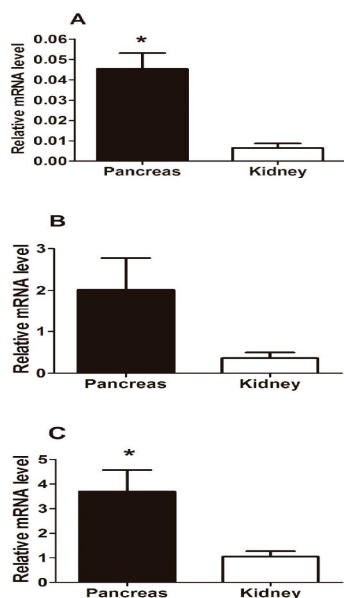 A
Relative mRNA level
0.06
0.05
0.04
0.03
0.02
0.01
0.00
*
Pancreas Kidney
B
Relative mRNA level
3
2
1
0
Pancreas Kidney
C
Relative mRNA level
5
4
3
2
1
0
*
Pancreas Kidney